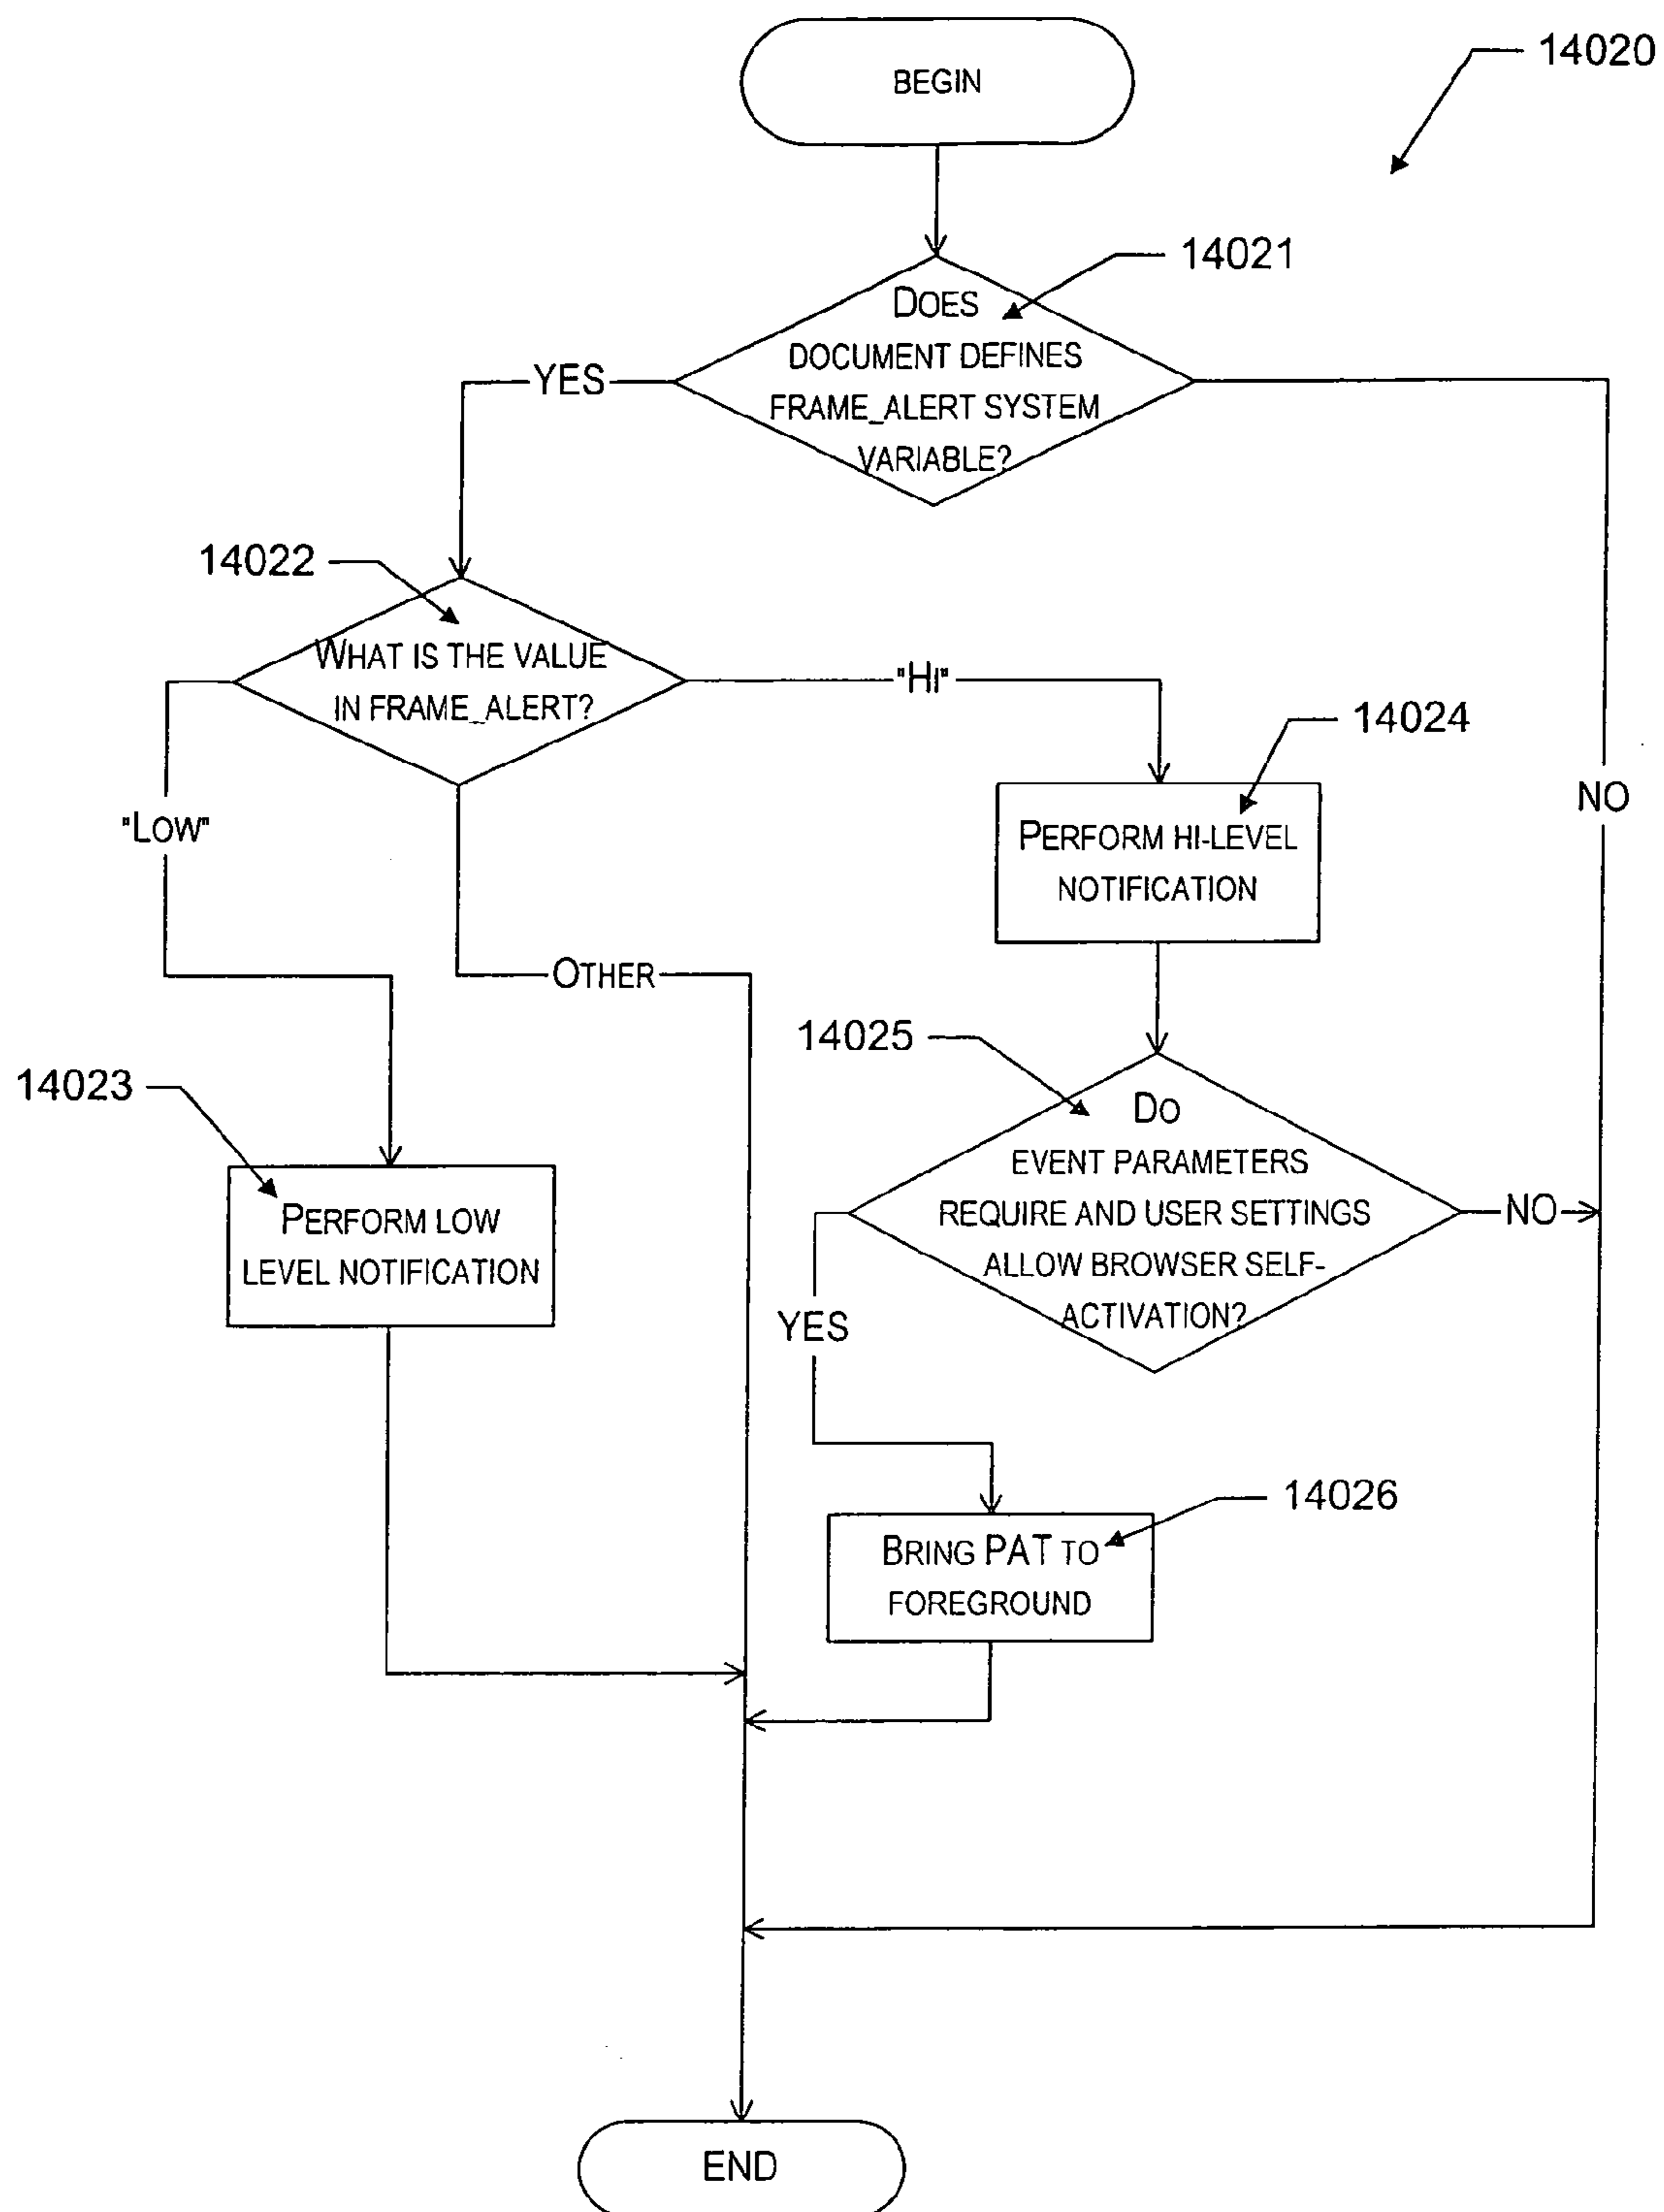 BEGIN
14020
14021
DOES
DOCUMENT DEFINES
FRAME_ALERT SYSTEM
VARIABLE?
YES
14022
WHAT IS THE VALUE
IN FRAME_ALERT?
"HI"
14024
NO
"LOW"
PERFORM HI-LEVEL
NOTIFICATION
OTHER
14025
14023
DO
EVENT PARAMETERS
REQUIRE AND USER SETTINGS
ALLOW BROWSER SELF-
ACTIVATION?
NO
PERFORM LOW
LEVEL NOTIFICATION
YES
14026
BRING PAT TO
FOREGROUND
END